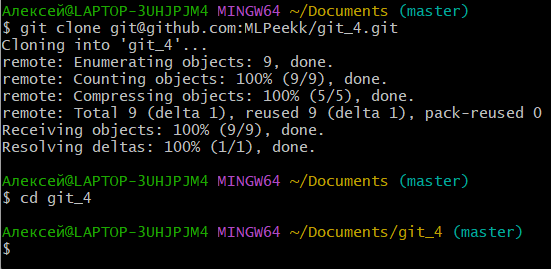 Алексей@LAPTOP-3UHJPJM4 MINGW64 ~/Documents (master)
$ git clone git@github.com:MLPeekk/git_4.git
Cloning into 'git_4'...
remote: Enumerating objects: 9, done.
remote: Counting objects: 100% (9/9), done.
remote: Compressing objects: 100% (5/5), done.
remote: Total 9 (delta 1), reused 9 (delta 1), pack-reused 0
Receiving objects: 100% (9/9), done.
Resolving deltas: 100% (1/1), done.
Алексей@LAPTOP-3UHJPJM4 MINGW64 ~/Documents (master)
$ cd git_4
Алексей@LAPTOP-3UHJPJM4 MINGW64 ~/Documents/git_4 (master)
$